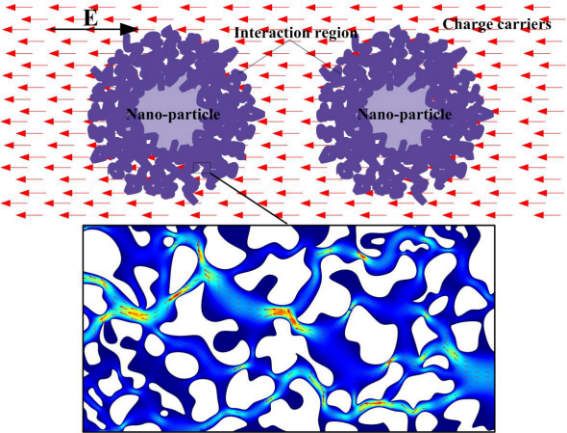 E
Charge carriers
Interaction region
Nano-particle
Nano-particle